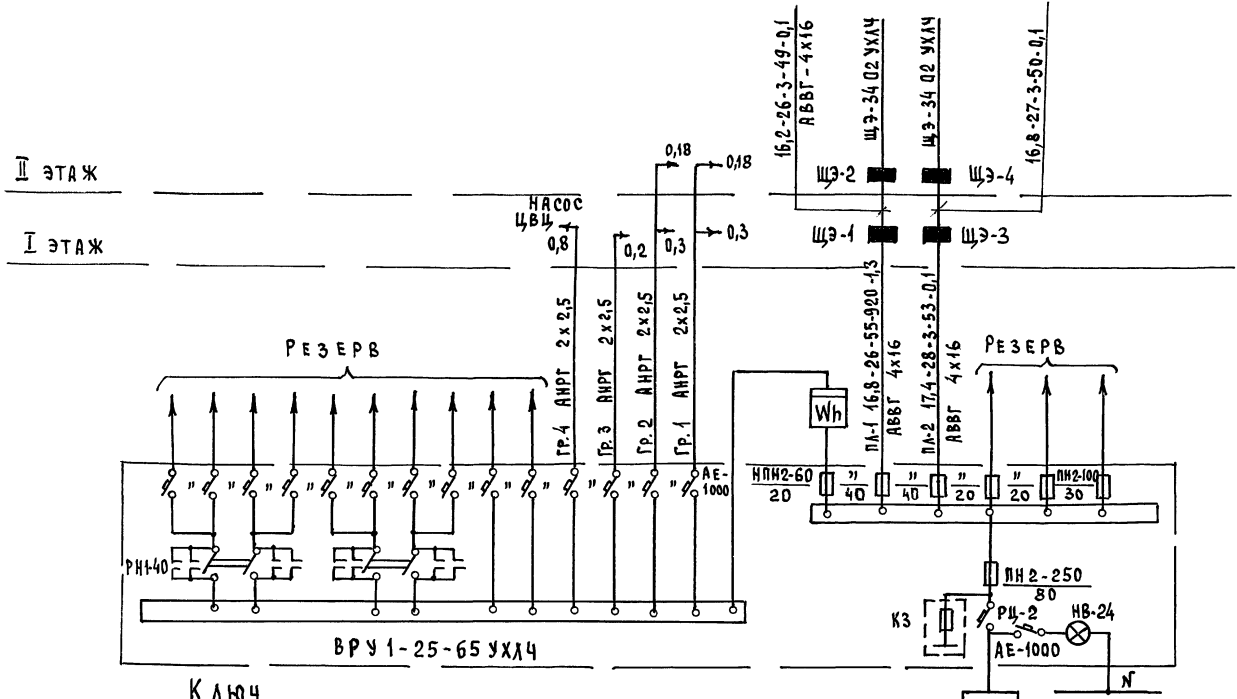 16,2-26-3-49-0,1
АВВГ-4х16
ЩЭ-34 02 УХЛ4
ЩЭ-34 02 УХЛ4
16,8-27-3-50-0,1
0,18
0,18
II ЭТАЖ
ЩЭ-2
ЩЭ-4
НАСОС
ЦВЦ
0,8
0,2
0,3
0,3
I ЭТАЖ
ЩЭ-1
ЩЭ-3
РЕЗЕРВ
ГР.4 АНРГ 2х2,5
ГР.3 АНРГ 2х2,5
ГР.2 АНРГ 2х2,5
ГР.1 АНРГ 2х2,5
Wh
ПЛ-1 16,8-26-55-920-1,3
АВВГ 4х16
ПЛ-2 17,4-28-3-53-0,1
АВВГ 4х16
РЕЗЕРВ
" " " " " " " " " " " " "
АЕ-
1000
НПН2-60
20
"
40
"
40
"
20
"
20
ПН2-100
30
РН1-40
ПН2-250
80
КЗ
РЦ-2
НВ-24
АЕ-1000
ВРУ1-25-65 УХЛ4
N
КЛЮЧ